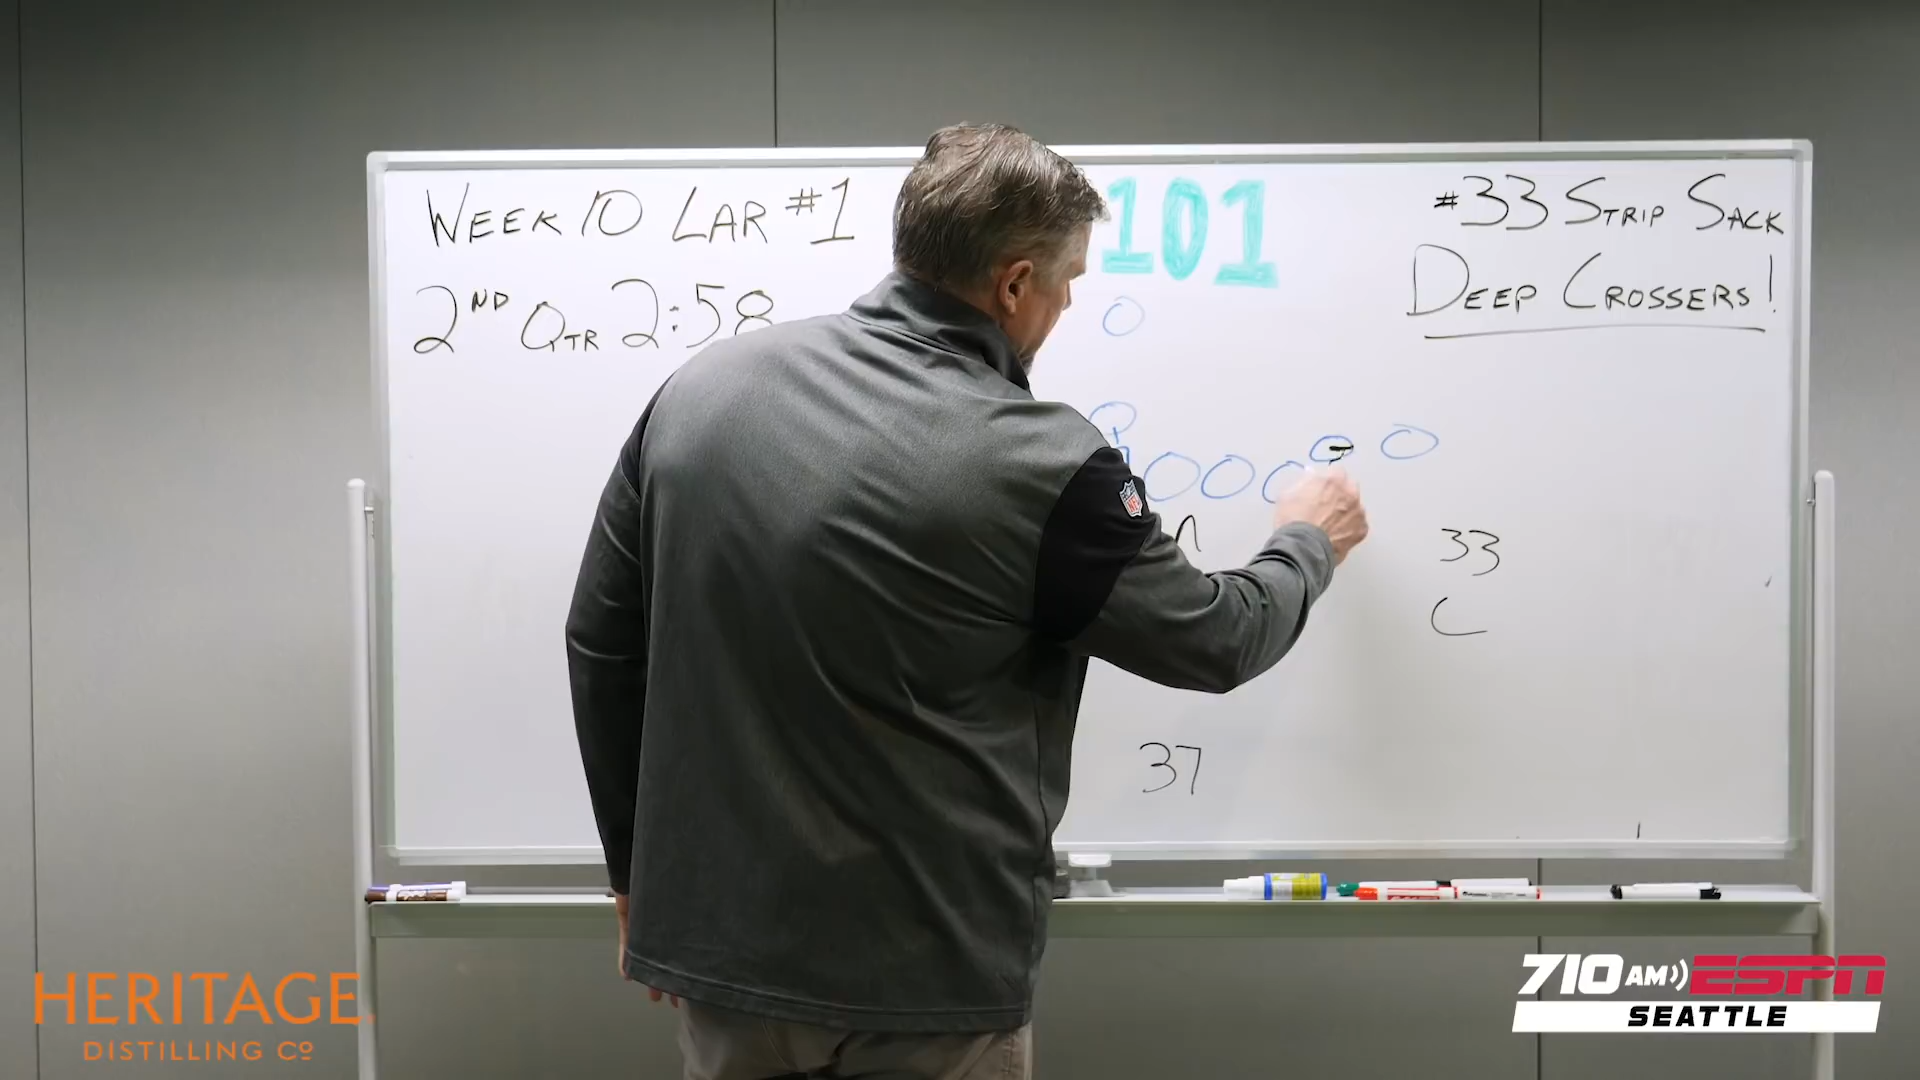 WEEK 10 LAR #1
101
#33 STRIP SACK
DEEP CROSSERS!
2ND QTR 2:58
33
C
37
NFL
HERITAGE
DISTILLING CO
710 AM ESPN
SEATTLE